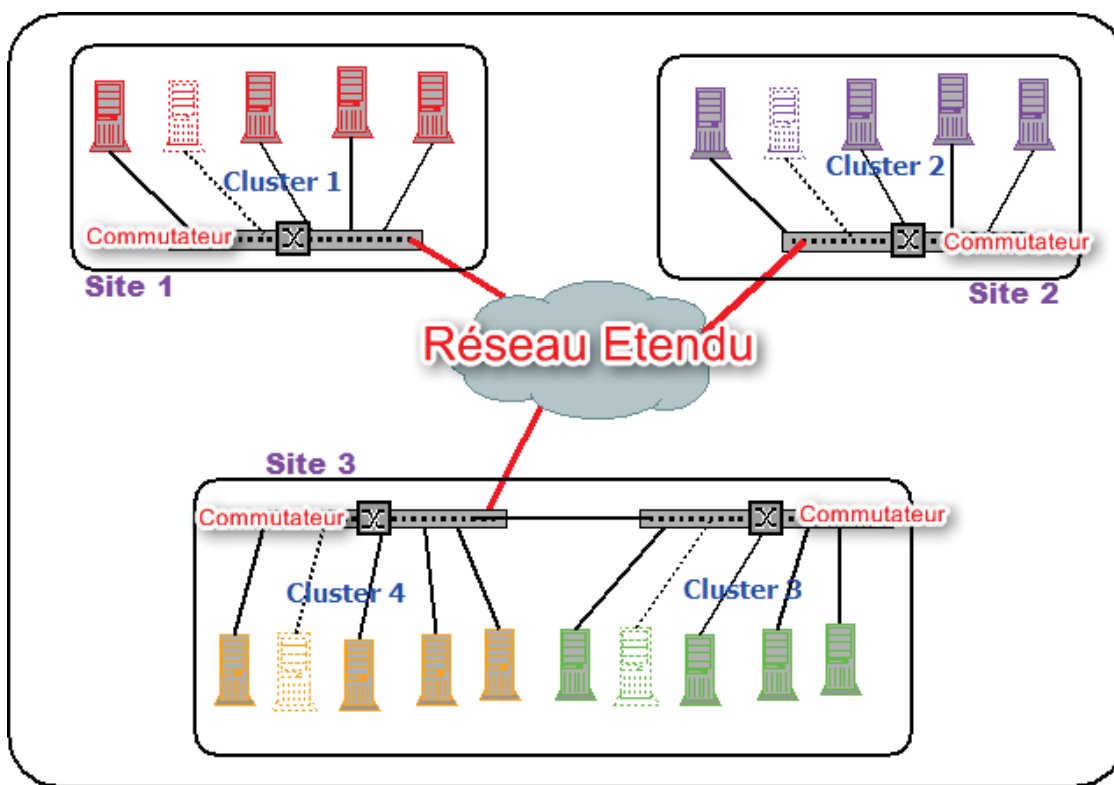 Cluster 1
Commutateur
Site 1
Cluster 2
Commutateur
Site 2
Réseau Etendu
Site 3
Commutateur
Commutateur
Cluster 4
Cluster 3